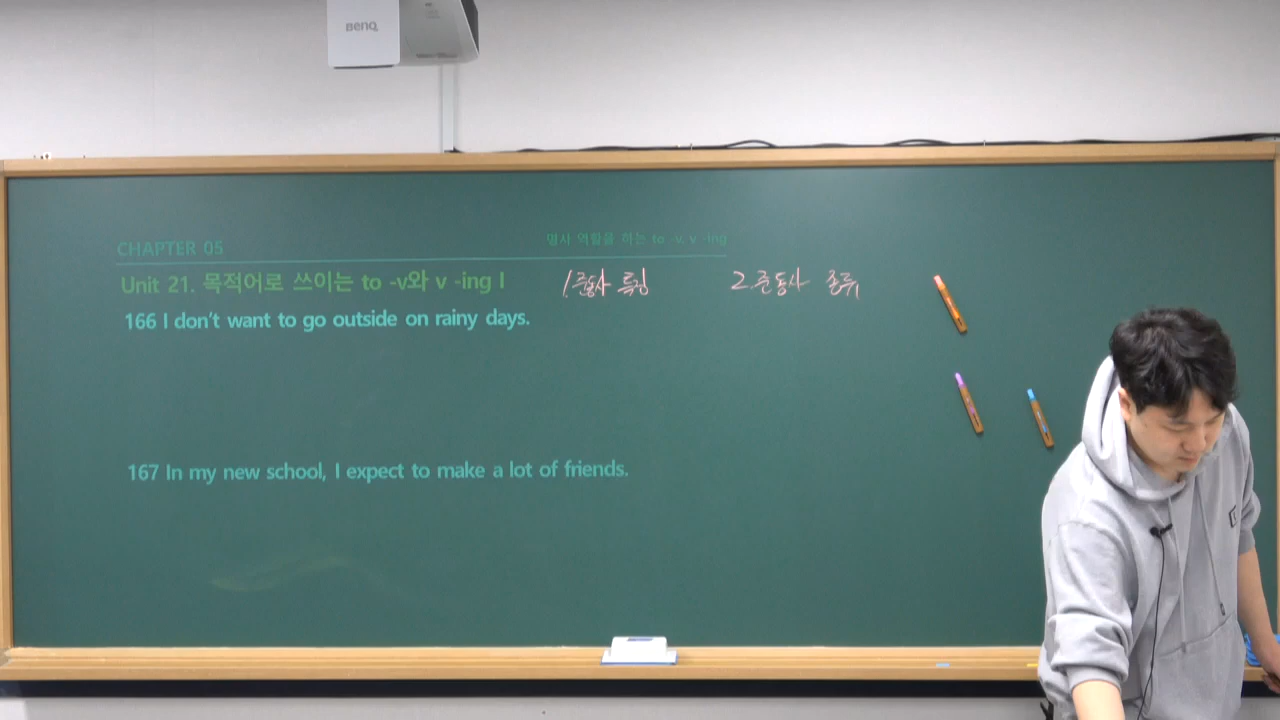 BenQ
CHAPTER 05
명사 역할을 하는 to -v, v -ing
Unit 21. 목적어로 쓰이는 to -v와 v -ing I
1. 준동사 특징
2. 준동사 종류
166 I don't want to go outside on rainy days.
167 In my new school, I expect to make a lot of friends.